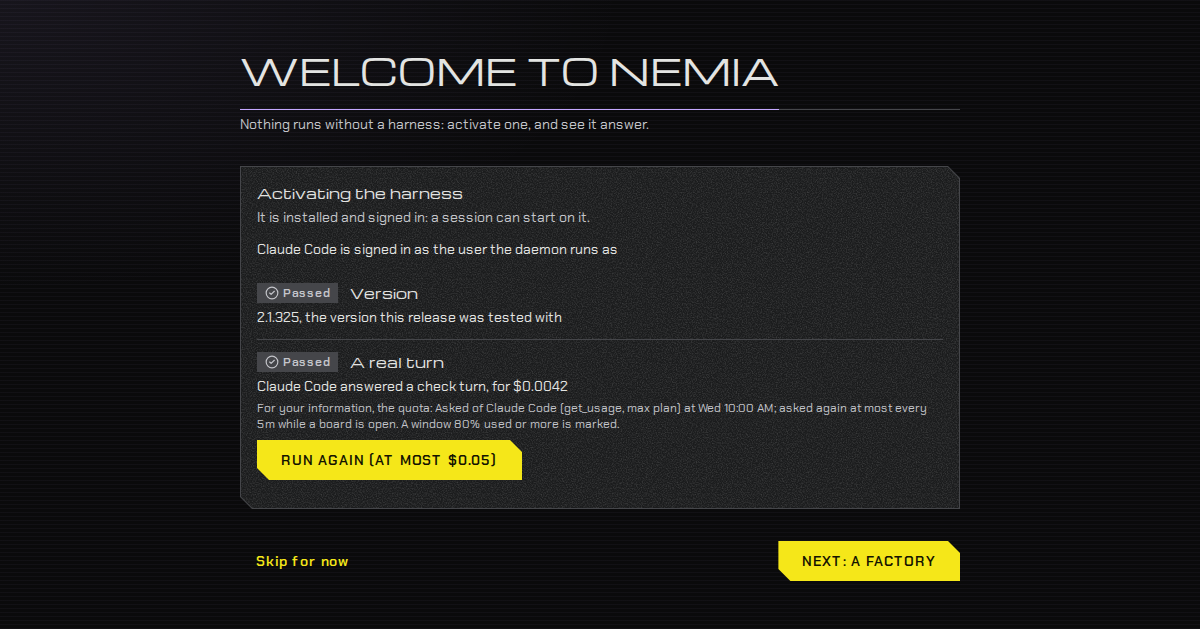 WELCOME TO NEMIA
Nothing runs without a harness: activate one, and see it answer.
Activating the harness
It is installed and signed in: a session can start on it.
Claude Code is signed in as the user the daemon runs as
Passed Version
2.1.325, the version this release was tested with
Passed A real turn
Claude Code answered a check turn, for $0.0042
For your information, the quota: Asked of Claude Code (get_usage, max plan) at Wed 10:00 AM; asked again at most every
5m while a board is open. A window 80% used or more is marked.
RUN AGAIN (AT MOST $0.05)
Skip for now
NEXT: A FACTORY